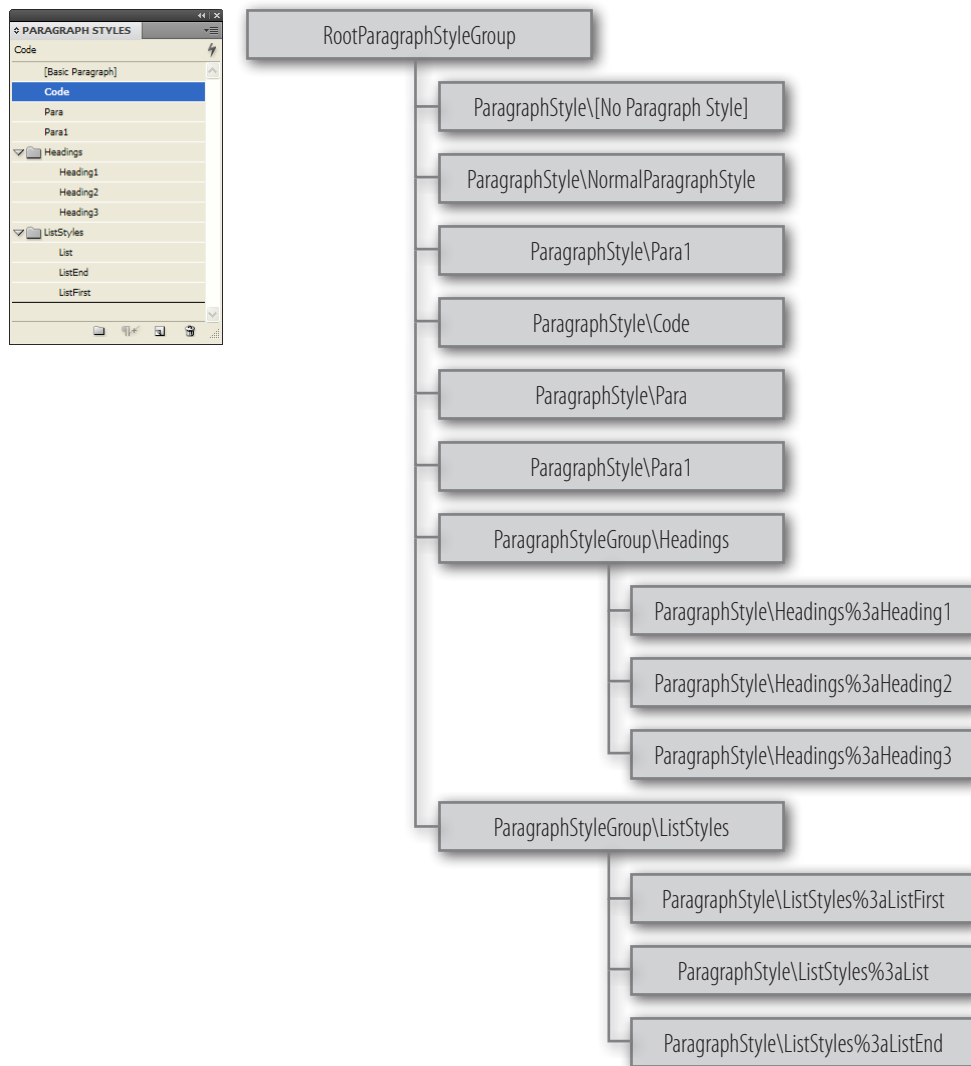 PARAGRAPH STYLES
Code
[Basic Paragraph]
Code
Para
Para1
Headings
Heading1
Heading2
Heading3
ListStyles
List
ListEnd
ListFirst
RootParagraphStyleGroup
ParagraphStyle\[No Paragraph Style]
ParagraphStyle\NormalParagraphStyle
ParagraphStyle\Para1
ParagraphStyle\Code
ParagraphStyle\Para
ParagraphStyle\Para1
ParagraphStyleGroup\Headings
ParagraphStyle\Headings%3aHeading1
ParagraphStyle\Headings%3aHeading2
ParagraphStyle\Headings%3aHeading3
ParagraphStyleGroup\ListStyles
ParagraphStyle\ListStyles%3aListFirst
ParagraphStyle\ListStyles%3aList
ParagraphStyle\ListStyles%3aListEnd